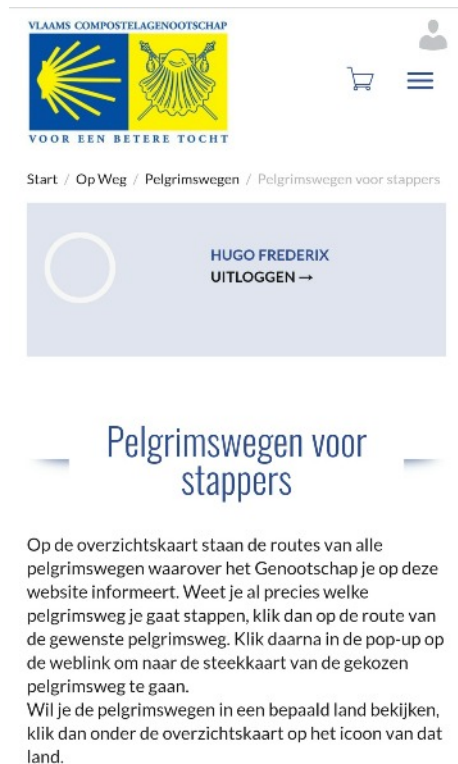 VLAAMS COMPOSTELAGENOOTSCHAP
VOOR EEN BETERE TOCHT
Start / Op Weg / Pelgrimswegen / Pelgrimswegen voor stappers
HUGO FREDERIX
UITLOGGEN →
Pelgrimswegen voor
stappers
Op de overzichtskaart staan de routes van alle
pelgrimswegen waarover het Genootschap je op deze
website informeert. Weet je al precies welke
pelgrimsweg je gaat stappen, klik dan op de route van
de gewenste pelgrimsweg. Klik daarna in de pop-up op
de weblink om naar de steekkaart van de gekozen
pelgrimsweg te gaan.
Wil je de pelgrimswegen in een bepaald land bekijken,
klik dan onder de overzichtskaart op het icoon van dat
land.